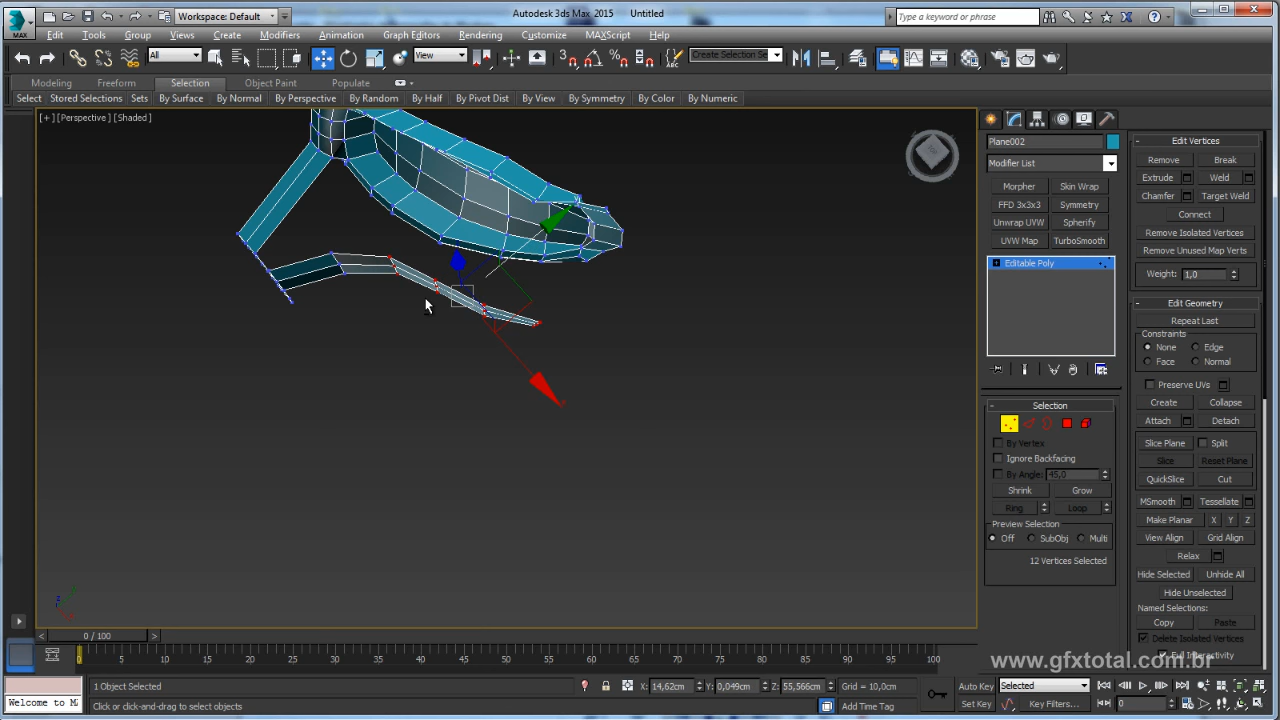 Workspace: Default
Autodesk 3ds Max 2015 Untitled
Type a keyword or phrase
MAX
Edit Tools Group Views Create Modifiers Animation Graph Editors Rendering Customize MAXScript Help
All View Create Selection Se
Modeling Freeform Selection Object Paint Populate
Select Stored Selections Sets By Surface By Normal By Perspective By Random By Half By Pivot Dist By View By Symmetry By Color By Numeric
[+] [Perspective] [Shaded]
Plane002
Modifier List
Morpher Skin Wrap
FFD 3x3x3 Symmetry
Unwrap UVW Spherify
UVW Map TurboSmooth
Editable Poly
Selection
By Vertex
Ignore Backfacing
By Angle: 45,0
Shrink Grow
Ring Loop
Preview Selection
Off SubObj Multi
12 Vertices Selected
Edit Vertices
Remove Break
Extrude Weld
Chamfer Target Weld
Connect
Remove Isolated Vertices
Remove Unused Map Verts
Weight: 1,0
Edit Geometry
Repeat Last
Constraints
None Edge
Face Normal
Preserve UVs
Create Collapse
Attach Detach
Slice Plane Split
Slice Reset Plane
QuickSlice Cut
MSmooth Tessellate
Make Planar X Y Z
View Align Grid Align
Relax
Hide Selected Unhide All
Hide Unselected
Named Selections:
Copy Paste
Delete Isolated Vertices
Full Interactivity
www.gfxtotal.com.br
0 / 100
0 5 10 15 20 25 30 35 40 45 50 55 60 65 70 75 80 85 90 95 100
1 Object Selected X: 14,62cm Y: 0,049cm Z: 55,566cm Grid = 10,0cm Auto Key Selected
Welcome to M Click or click-and-drag to select objects Add Time Tag Set Key Key Filters... 0